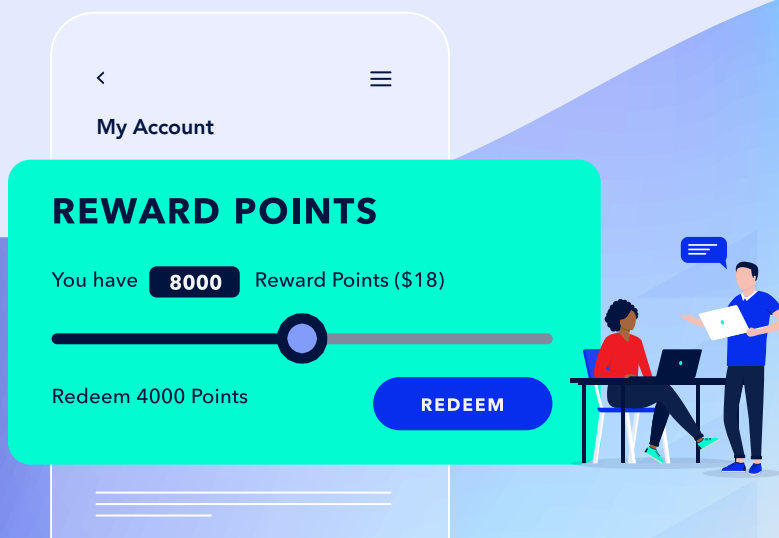 My Account
REWARD POINTS
You have 8000 Reward Points ($18)
Redeem 4000 Points
REDEEM